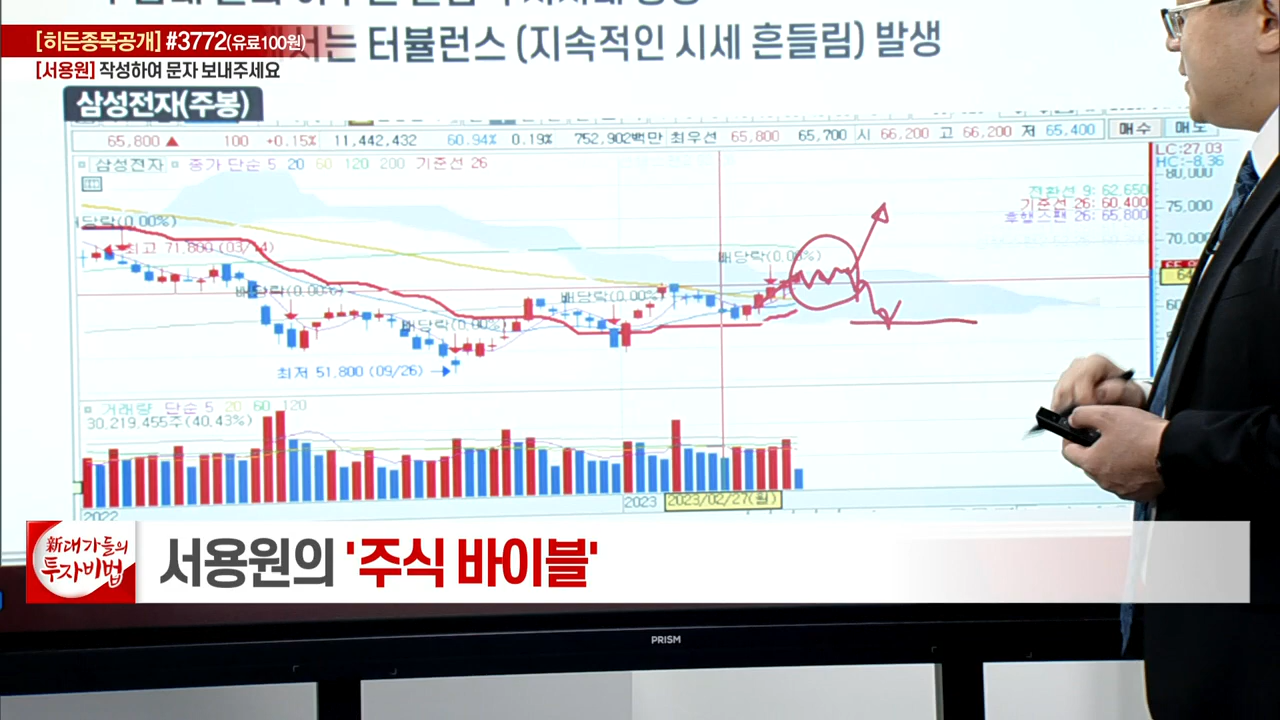 [히든종목공개] #3772(유료100원)
서는 터뷸런스 (지속적인 시세 흔들림) 발생
[서용원] 작성하여 문자 보내주세요
삼성전자(주봉)
65,800 ▲ 100 +0.15% 11,442,432 60.94% 0.19% 752,902백만 최우선 65,800 65,700 시 66,200 고 66,200 저 65,400 매수 매도
LC:27.03
HC:-8.36
삼성전자 종가 단순 5 20 60 120 200 기준선 26
80,000
전환선 9: 62,650
기준선 26: 60,400
후행스팬 26: 65,800
75,000
70,000
배당락(0.00%)
최고 71,800 (03/14)
배당락(0.00%)
배당락(0.00%)
배당락(0.00%)
배당락(0.00%)
최저 51,800 (09/26)
거래량 단순 5 20 60 120
30,219,455주(40.43%)
2022
2023
2023/02/27(월)
新대가들의
투자비법
서용원의 '주식 바이블'
PRISM